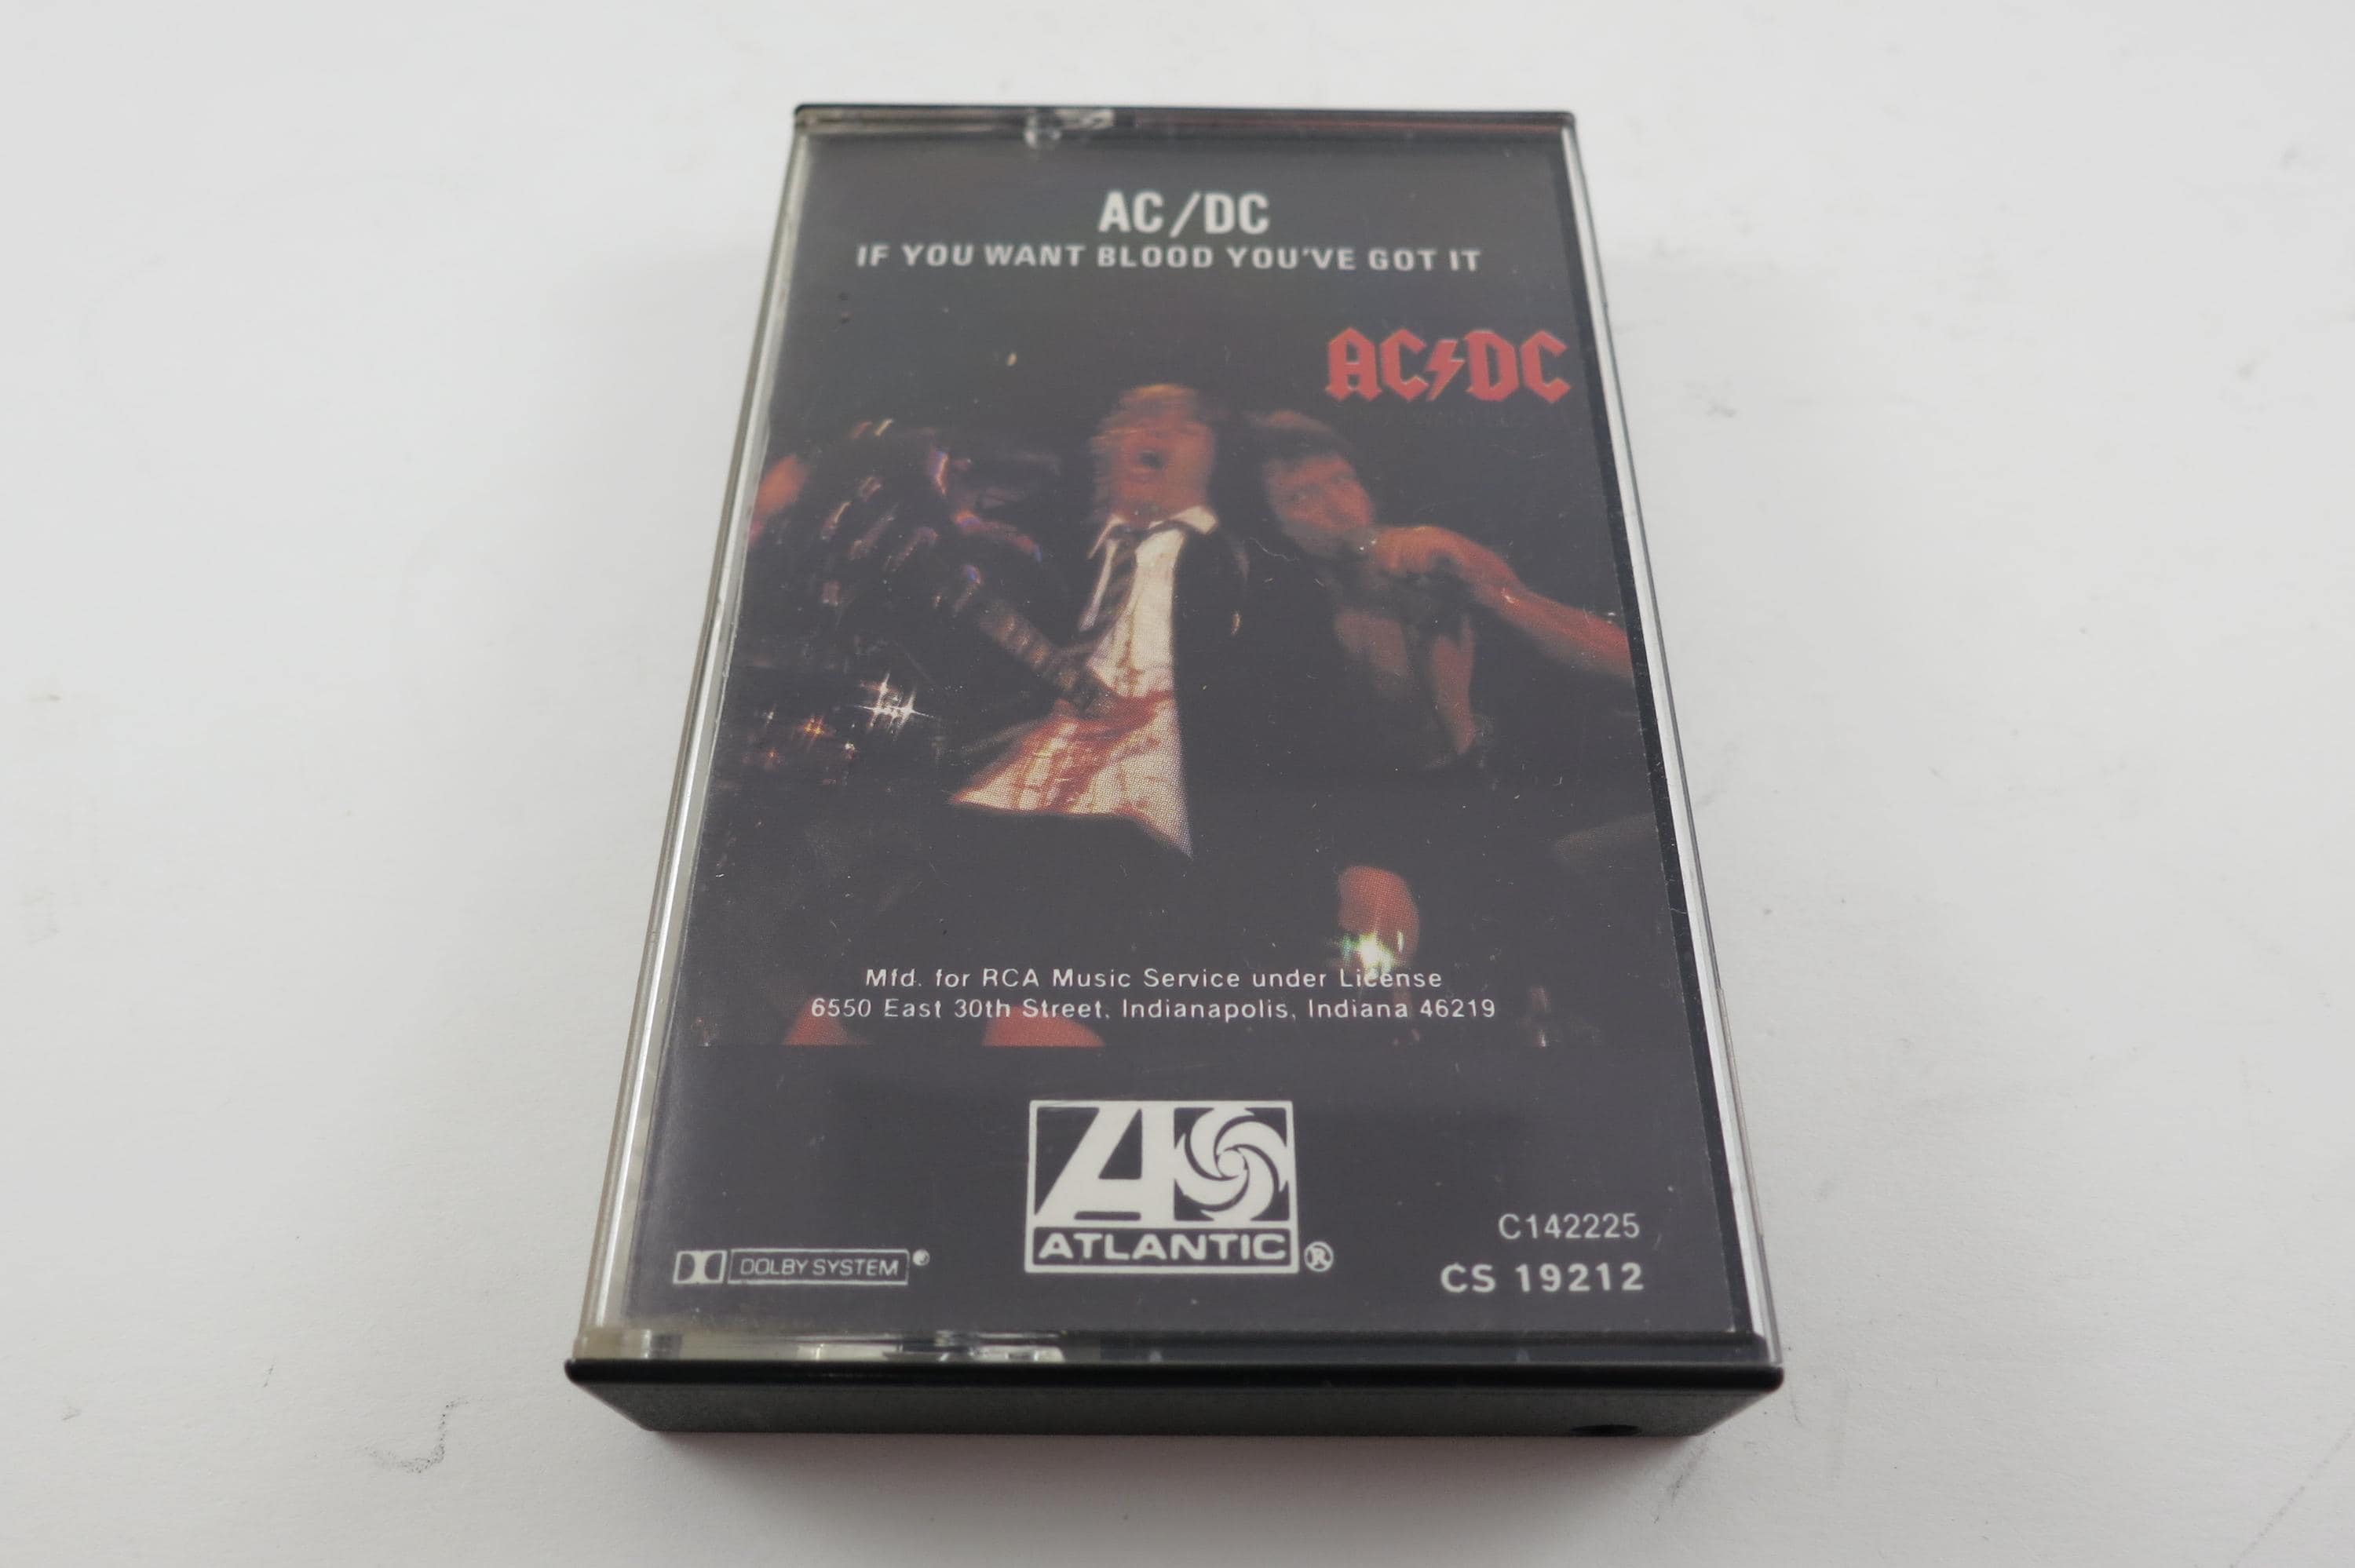 AC/DC
IF YOU WANT BLOOD YOU'VE GOT IT
AC⚡DC
Mfd. for RCA Music Service under License
6550 East 30th Street, Indianapolis, Indiana 46219
ATLANTIC®
DOLBY SYSTEM
C142225
CS 19212